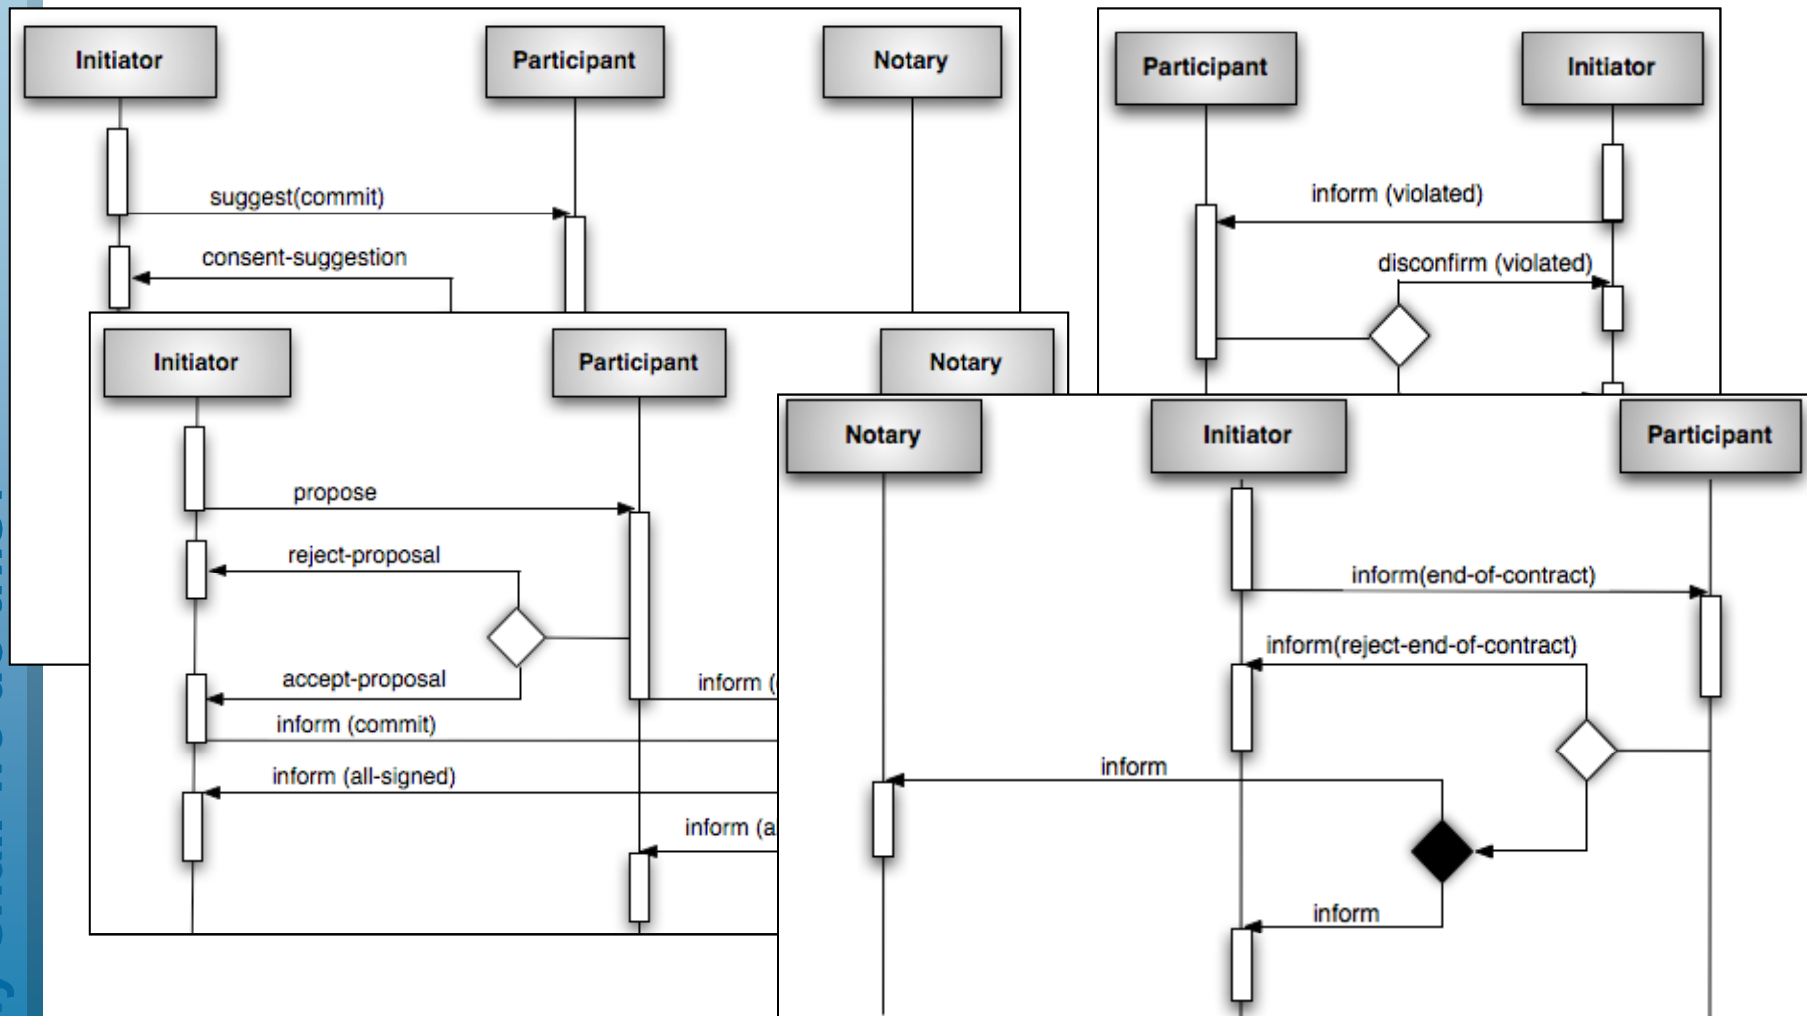 Initiator
Participant
Notary
suggest(commit)
consent-suggestion
Participant
Initiator
inform (violated)
disconfirm (violated)
Initiator
Participant
Notary
propose
reject-proposal
accept-proposal
inform (
inform (commit)
inform (all-signed)
inform (a
Notary
Initiator
Participant
inform(end-of-contract)
inform(reject-end-of-contract)
inform
inform